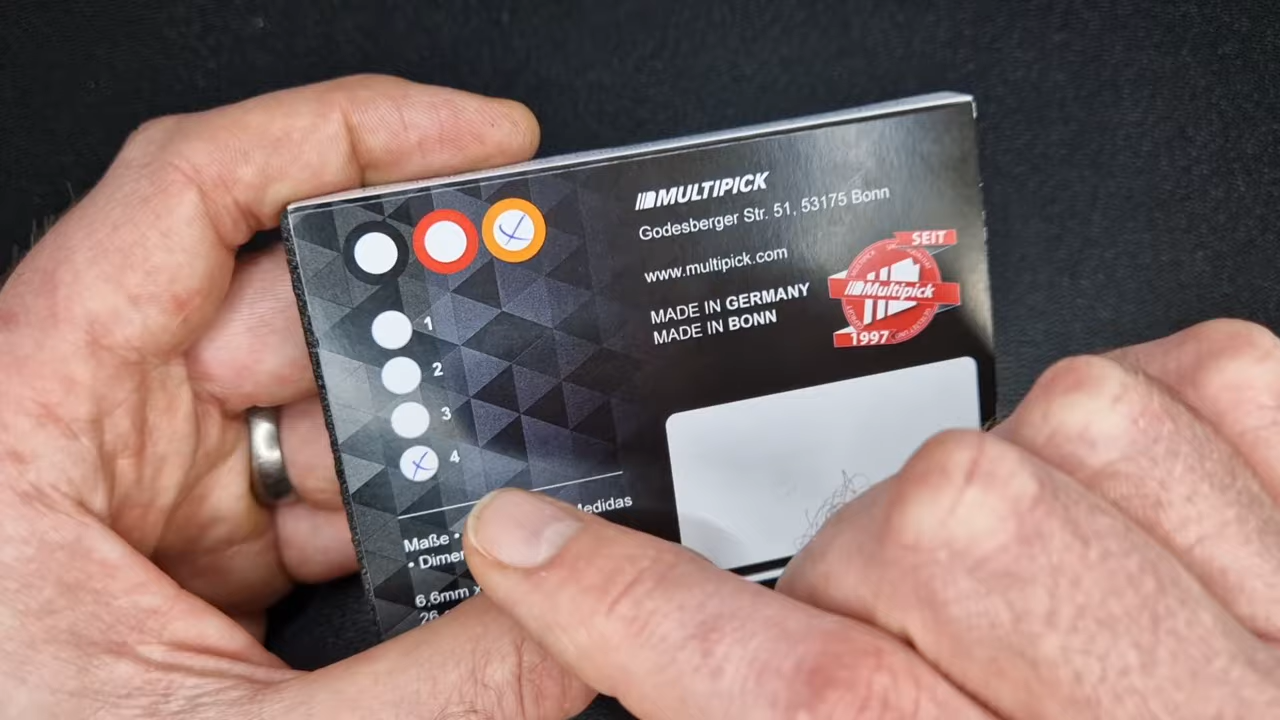 MULTIPICK
Godesberger Str. 51, 53175 Bonn
www.multipick.com
MADE IN GERMANY
MADE IN BONN
SEIT
Multipick
1997
1
2
3
4
Maße •
Medidas
•
6,6mm x